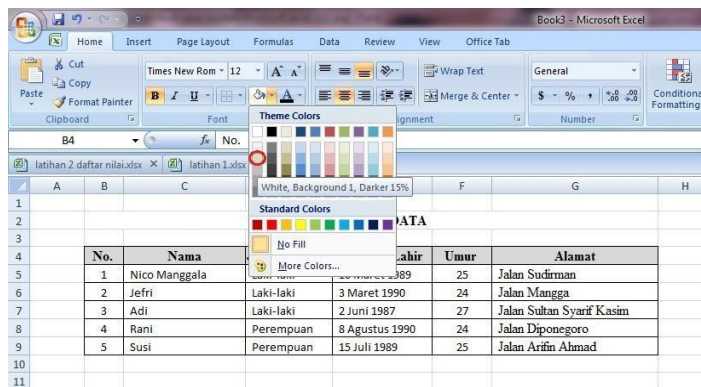 Book3 - Microsoft Excel
Home Insert Page Layout Formulas Data Review View Office Tab
Paste
Cut
Copy
Format Painter
Clipboard
Times New Rom 12
B I U
Font
Wrap Text
Merge & Center
General
$ % ,
Number
Conditional
Formatting
B4 fx No.
latihan 2 daftar nilai.xlsx latihan 1.xlsx
Theme Colors
White, Background 1, Darker 15%
Standard Colors
No Fill
More Colors...
A B C F G H
1
2 DATA
3
4 No. Nama Lahir Umur Alamat
5 1 Nico Manggala 25 Jalan Sudirman
6 2 Jefri Laki-laki 3 Maret 1990 24 Jalan Mangga
7 3 Adi Laki-laki 2 Juni 1987 27 Jalan Sultan Syarif Kasim
8 4 Rani Perempuan 8 Agustus 1990 24 Jalan Diponegoro
9 5 Susi Perempuan 15 Juli 1989 25 Jalan Arifin Ahmad
10
11